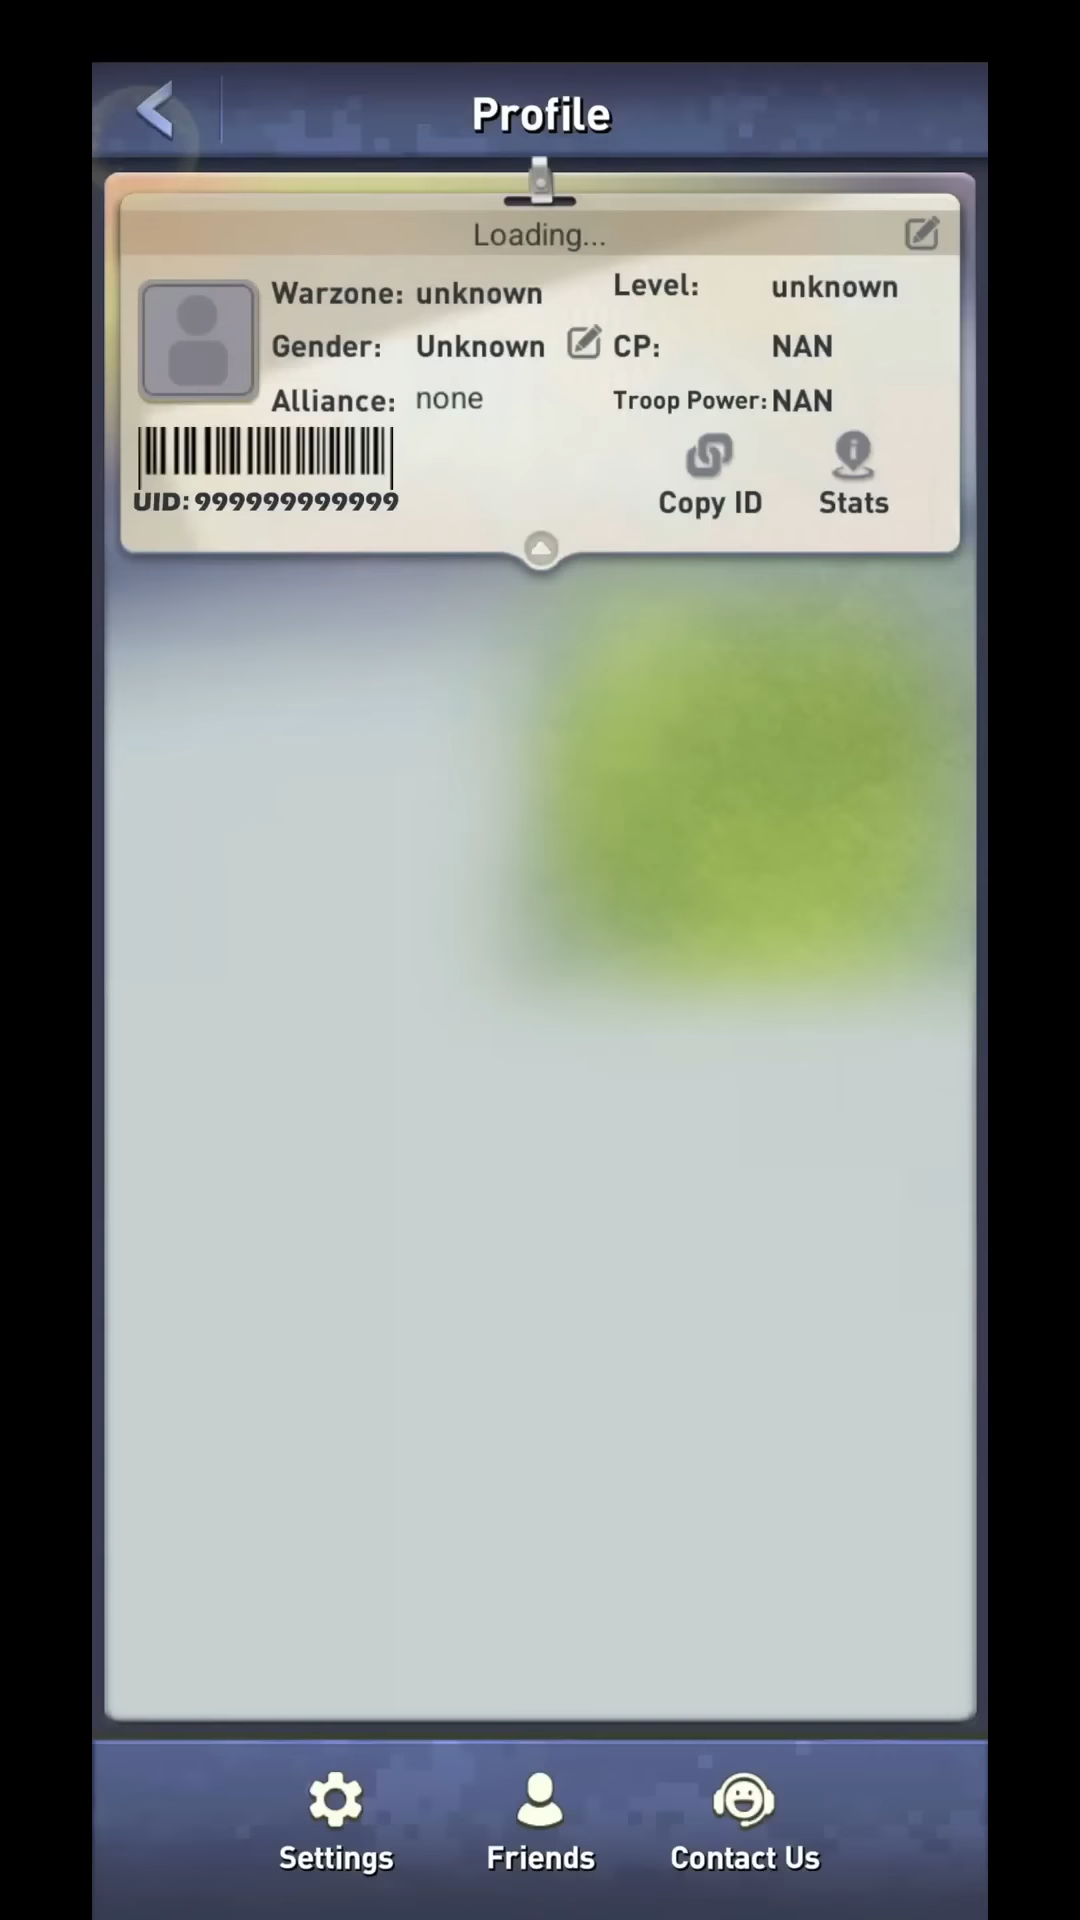 Profile
Loading...
Warzone: unknown
Level: unknown
Gender: Unknown
CP: NAN
Alliance: none
Troop Power: NAN
UID: 999999999999
Copy ID
Stats
Settings
Friends
Contact Us